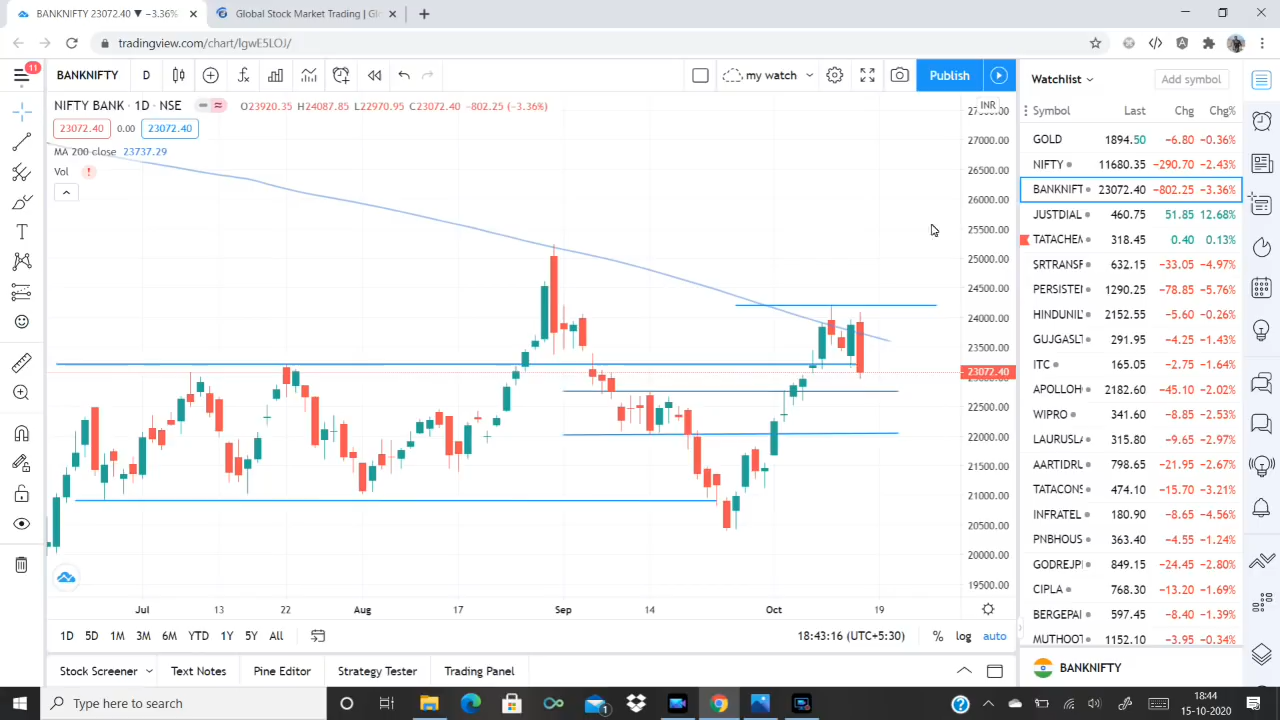 BANKNIFTY 23072.40 ▼ −3.36%
Global Stock Market Trading | Gl
tradingview.com/chart/lgwE5LOJ/
11
BANKNIFTY D my watch Publish
Watchlist Add symbol
NIFTY BANK · 1D · NSE O23920.35 H24087.85 L22970.95 C23072.40 −802.25 (−3.36%)
INR
23072.40 0.00 23072.40
MA 200 close 23737.29
Vol !
27000.00
26500.00
26000.00
25500.00
25000.00
24500.00
24000.00
23500.00
23072.40
22500.00
22000.00
21500.00
21000.00
20500.00
20000.00
19500.00
Jul 13 22 Aug 17 Sep 14 Oct 19
1D 5D 1M 3M 6M YTD 1Y 5Y All 18:43:16 (UTC+5:30) % log auto
Stock Screener Text Notes Pine Editor Strategy Tester Trading Panel
Symbol Last Chg Chg%
GOLD 1894.50 −6.80 −0.36%
NIFTY 11680.35 −290.70 −2.43%
BANKNIFT 23072.40 −802.25 −3.36%
JUSTDIAL 460.75 51.85 12.68%
TATACHEM 318.45 0.40 0.13%
SRTRANSF 632.15 −33.05 −4.97%
PERSISTE 1290.25 −78.85 −5.76%
HINDUNIL 2152.55 −5.60 −0.26%
GUJGASL 291.95 −4.25 −1.43%
ITC 165.05 −2.75 −1.64%
APOLLOH 2182.60 −45.10 −2.02%
WIPRO 341.60 −8.85 −2.53%
LAURUSL 315.80 −9.65 −2.97%
AARTIDRU 798.65 −21.95 −2.67%
TATACONS 474.10 −15.70 −3.21%
INFRATEL 180.90 −8.65 −4.56%
PNBHOUS 363.40 −4.55 −1.24%
GODREJP 849.15 −24.45 −2.80%
CIPLA 768.30 −13.20 −1.69%
BERGEPAI 597.45 −8.40 −1.39%
MUTHOOT 1152.10 −3.95 −0.34%
BANKNIFTY
Type here to search
1
18:44
15-10-2020